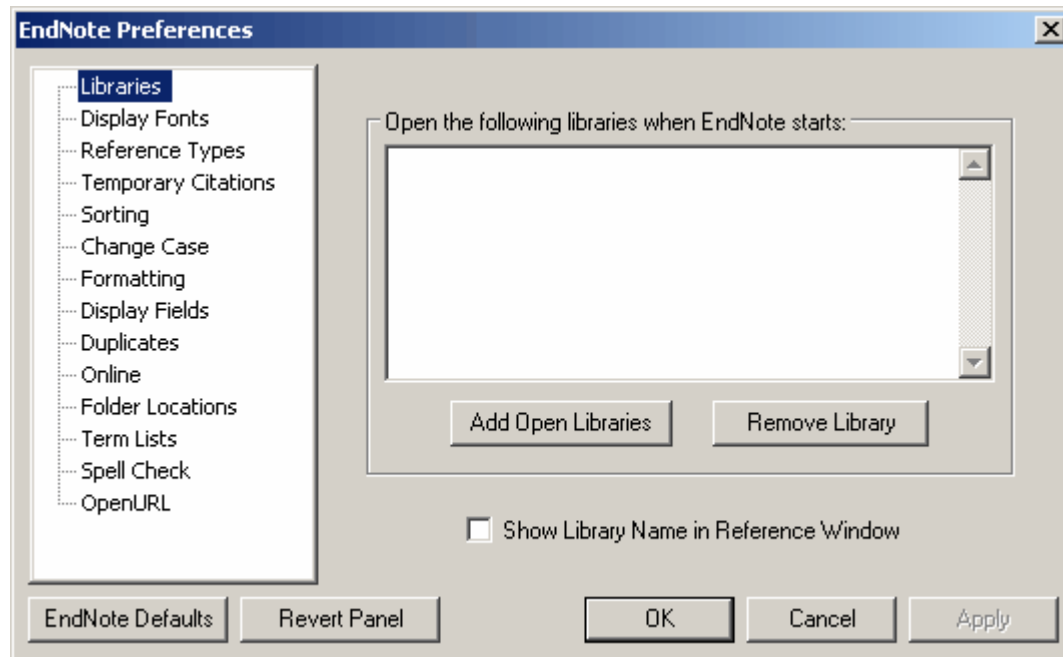 EndNote Preferences
Libraries
Display Fonts
Reference Types
Temporary Citations
Sorting
Change Case
Formatting
Display Fields
Duplicates
Online
Folder Locations
Term Lists
Spell Check
OpenURL
Open the following libraries when EndNote starts:
Add Open Libraries
Remove Library
Show Library Name in Reference Window
EndNote Defaults
Revert Panel
OK
Cancel
Apply